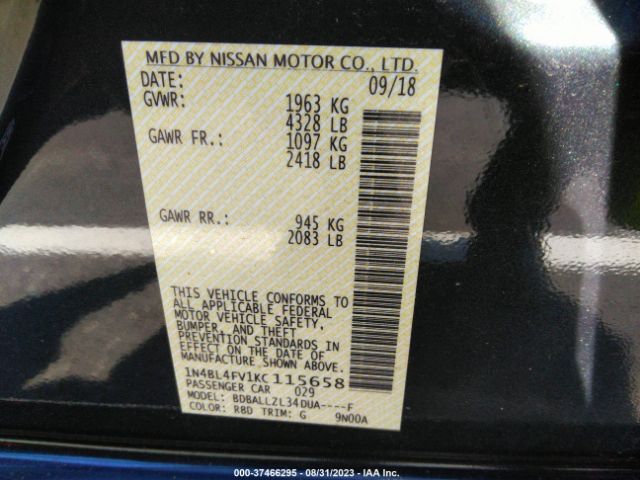 MFD BY NISSAN MOTOR CO., LTD.
DATE: 09/18
GVWR: 1963 KG
4328 LB
GAWR FR.: 1097 KG
2418 LB
GAWR RR.: 945 KG
2083 LB
THIS VEHICLE CONFORMS TO
ALL APPLICABLE FEDERAL
MOTOR VEHICLE SAFETY,
BUMPER, AND THEFT
PREVENTION STANDARDS IN
EFFECT ON THE DATE OF
MANUFACTURE SHOWN ABOVE.
1N4BL4FV1KC115658
PASSENGER CAR 029
MODEL: BDBALLZL34DUA----F
COLOR: RBD TRIM: G 9N00A
000-37466295 - 08/31/2023 - IAA Inc.